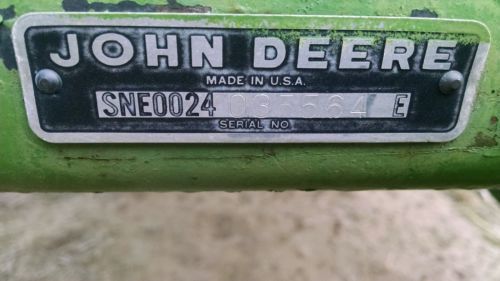 JOHN DEERE
MADE IN U.S.A.
SNE0024 E
SERIAL NO